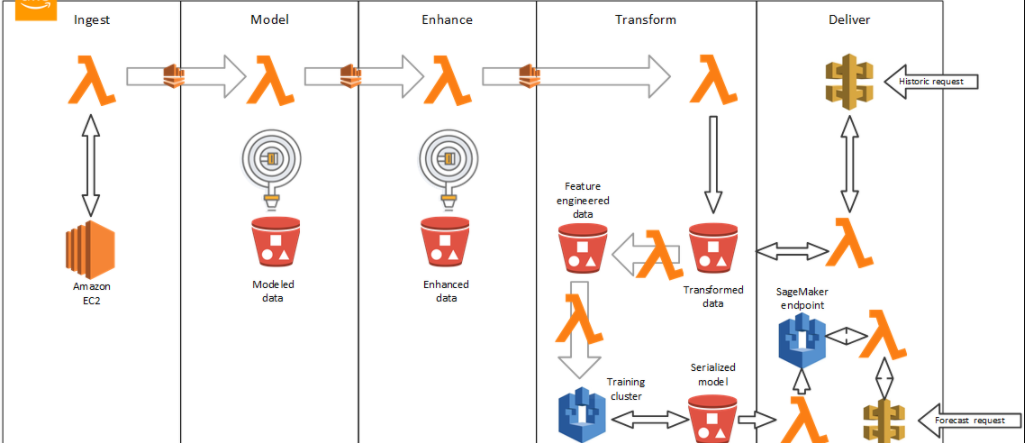 Ingest
Model
Enhance
Transform
Deliver
Historic request
Feature
engineered
data
Amazon
EC2
Modeled
data
Enhanced
data
Transformed
data
SageMaker
endpoint
Training
cluster
Serialized
model
Forecast request